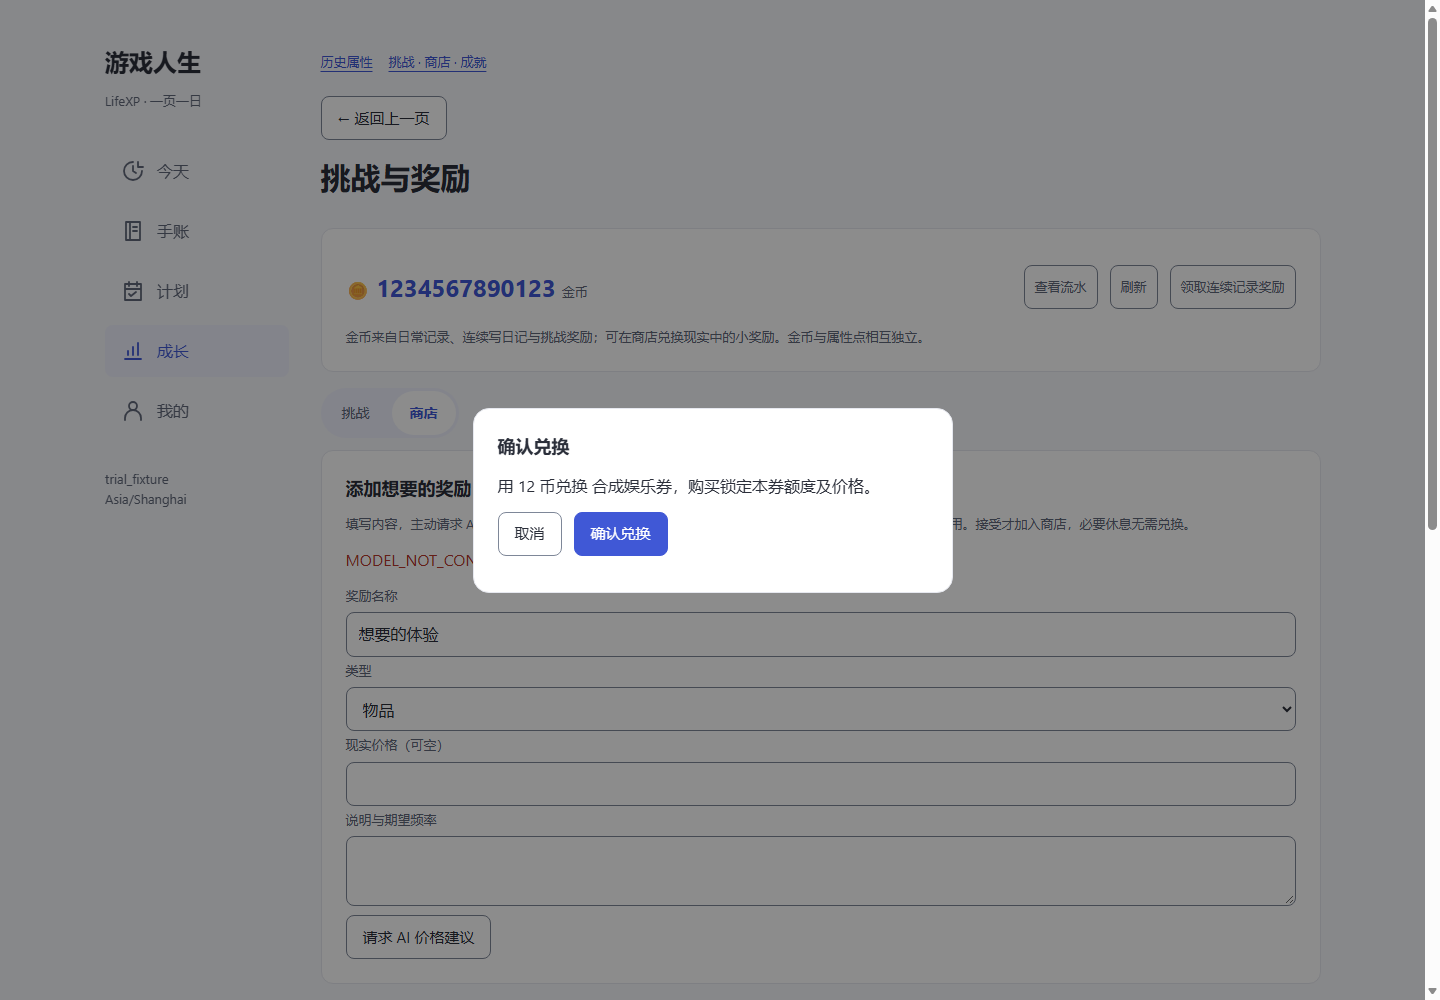 游戏人生
LifeXP · 一页一日
今天
手账
计划
成长
我的
trial_fixture
Asia/Shanghai
历史属性 挑战 · 商店 · 成就
← 返回上一页
挑战与奖励
1234567890123 金币
查看流水 刷新 领取连续记录奖励
金币来自日常记录、连续写日记与挑战奖励；可在商店兑换现实中的小奖励。金币与属性点相互独立。
挑战 商店
确认兑换
用 12 币兑换 合成娱乐券，购买锁定本券额度及价格。
取消 确认兑换
添加想要的奖励
填写内容，主动请求 A
用。接受才加入商店，必要休息无需兑换。
MODEL_NOT_CON
奖励名称
想要的体验
类型
物品
现实价格（可空）
说明与期望频率
请求 AI 价格建议